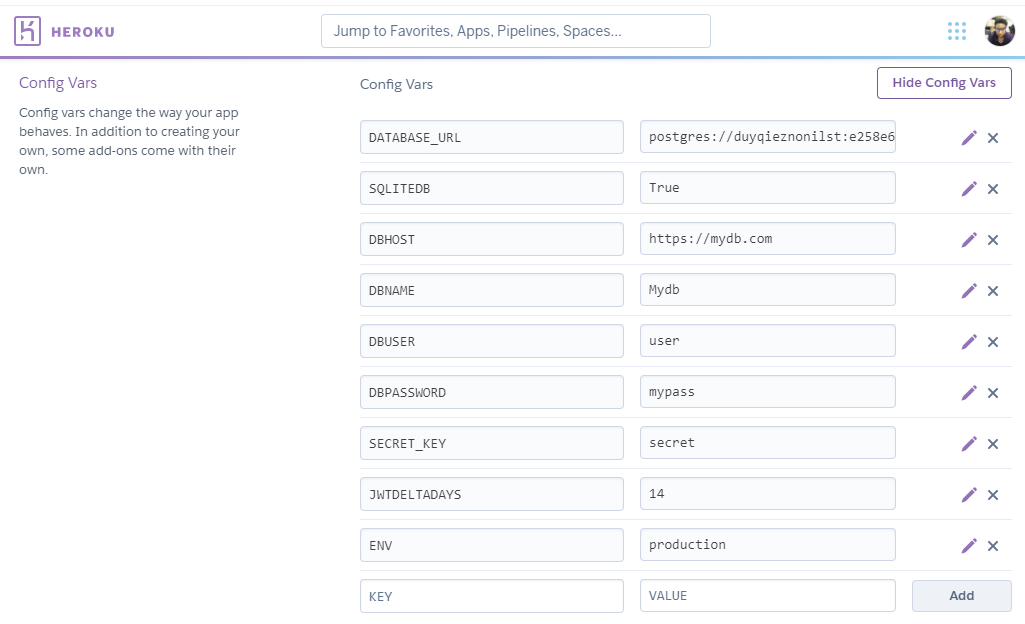 HEROKU
Jump to Favorites, Apps, Pipelines, Spaces...
Config Vars
Config vars change the way your app
behaves. In addition to creating your
own, some add-ons come with their
own.
Config Vars
Hide Config Vars
DATABASE_URL postgres://duyqieznonilst:e258e6
SQLITEDB True
DBHOST https://mydb.com
DBNAME Mydb
DBUSER user
DBPASSWORD mypass
SECRET_KEY secret
JWTDELTADAYS 14
ENV production
KEY VALUE Add